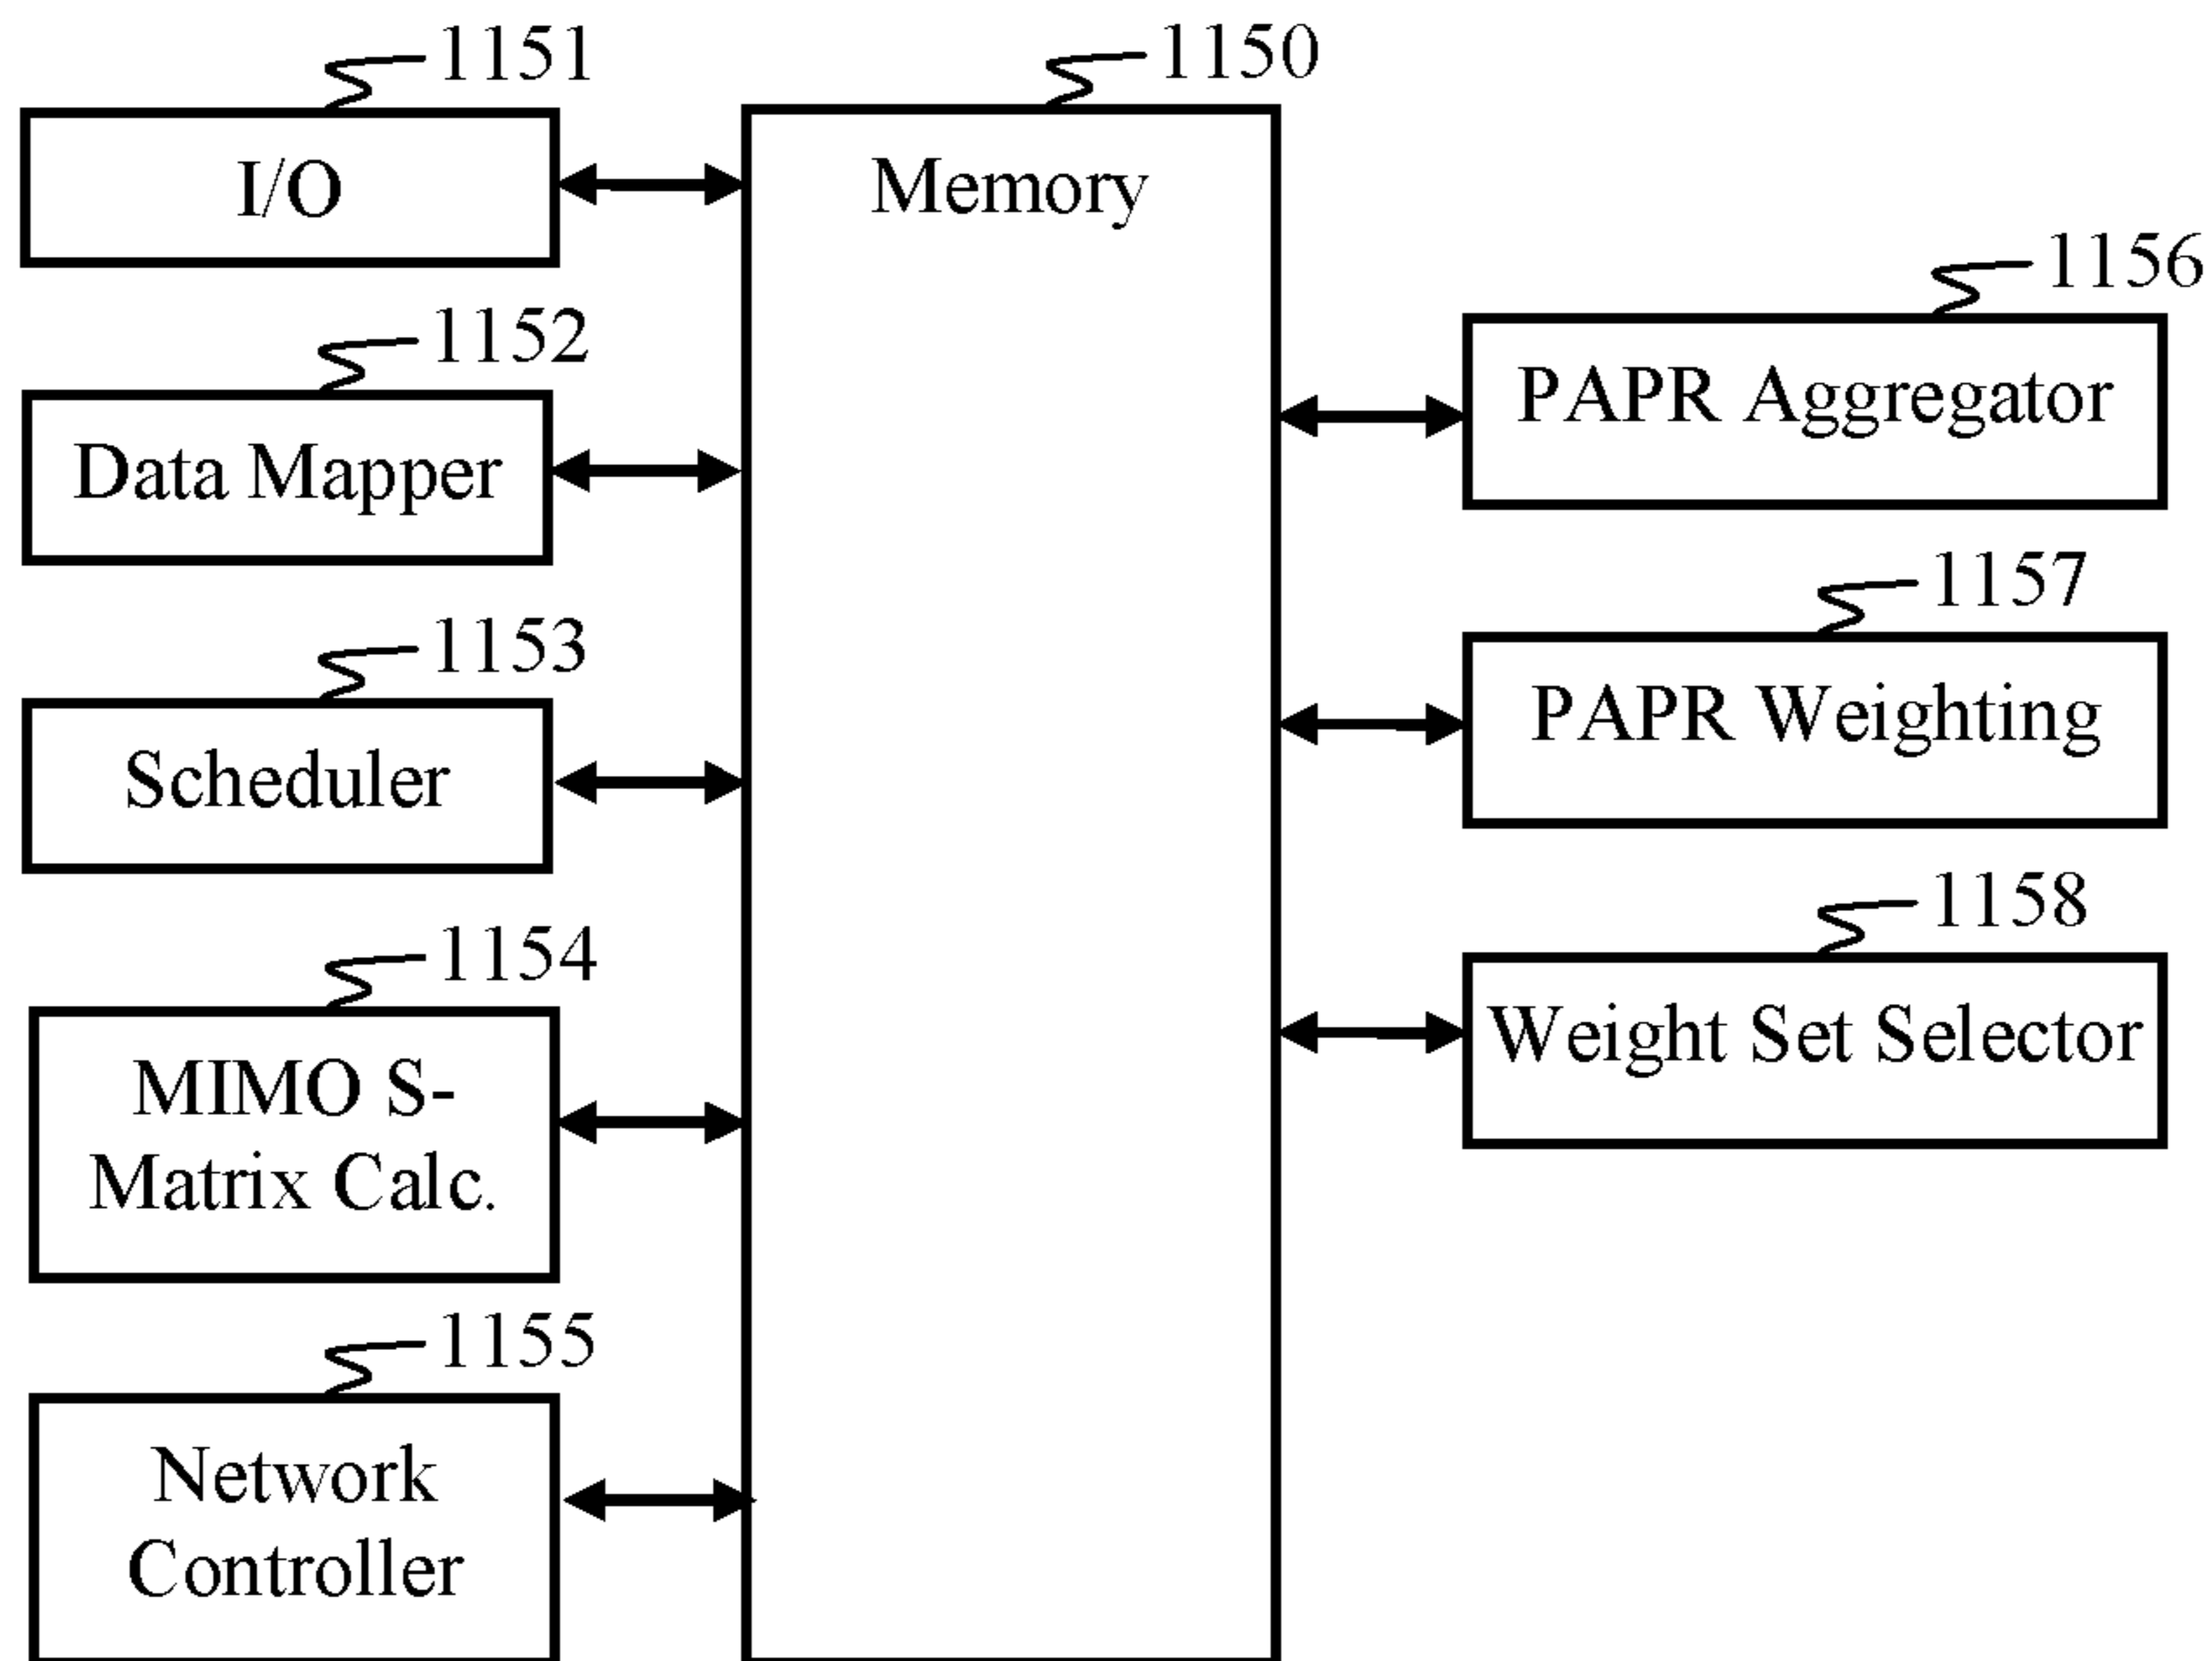 1151
I/O
1152
Data Mapper
1153
Scheduler
1154
MIMO S-
Matrix Calc.
1155
Network
Controller
1150
Memory
1156
PAPR Aggregator
1157
PAPR Weighting
1158
Weight Set Selector